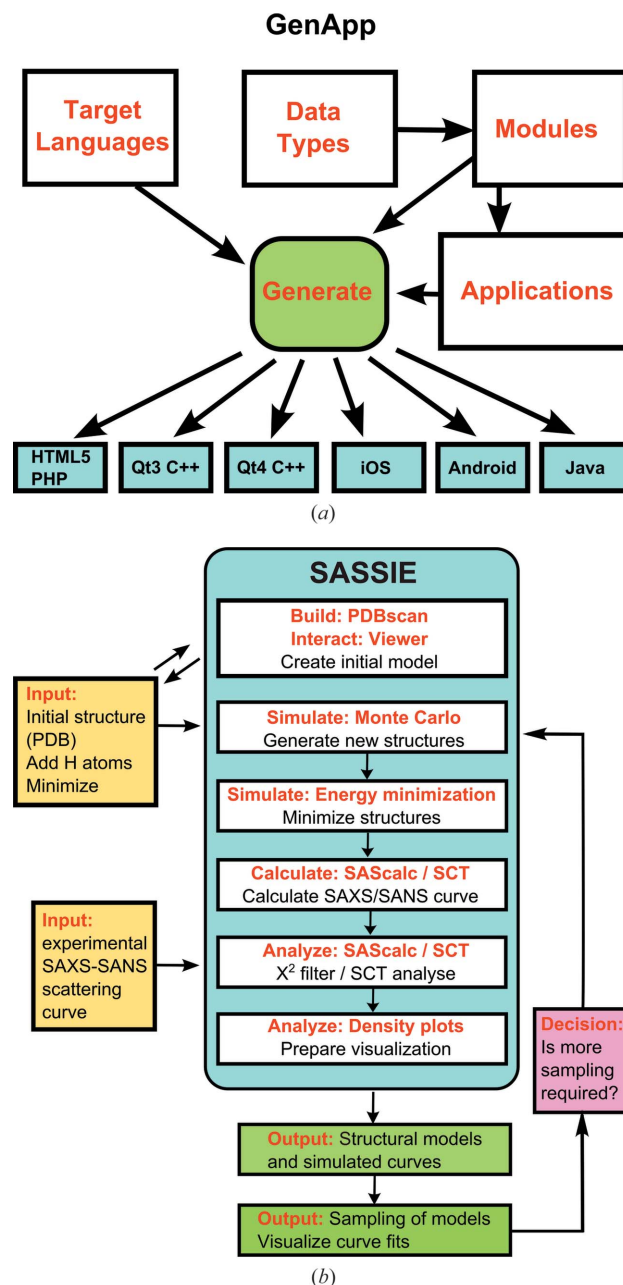 GenApp
Target
Languages
Data
Types
Modules
Generate
Applications
HTML5
PHP
Qt3 C++
Qt4 C++
iOS
Android
Java
(a)
SASSIE
Build: PDBscan
Interact: Viewer
Create initial model
Input:
Initial structure
(PDB)
Add H atoms
Minimize
Simulate: Monte Carlo
Generate new structures
Simulate: Energy minimization
Minimize structures
Calculate: SAScalc / SCT
Calculate SAXS/SANS curve
Input:
experimental
SAXS-SANS
scattering
curve
Analyze: SAScalc / SCT
X² filter / SCT analyse
Analyze: Density plots
Prepare visualization
Decision:
Is more
sampling
required?
Output: Structural models
and simulated curves
Output: Sampling of models
Visualize curve fits
(b)